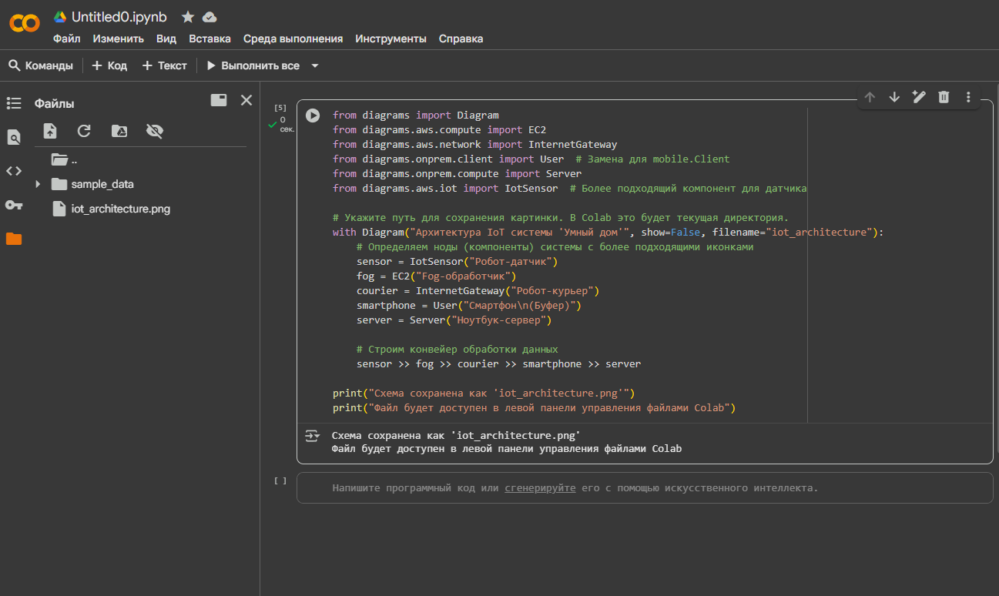 Untitled0.ipynb
Файл Изменить Вид Вставка Среда выполнения Инструменты Справка
Команды + Код + Текст Выполнить все
Файлы
..
sample_data
iot_architecture.png
[5]
0
сек.
from diagrams import Diagram
from diagrams.aws.compute import EC2
from diagrams.aws.network import InternetGateway
from diagrams.onprem.client import User  # Замена для mobile.Client
from diagrams.onprem.compute import Server
from diagrams.aws.iot import IotSensor  # Более подходящий компонент для датчика
# Укажите путь для сохранения картинки. В Colab это будет текущая директория.
with Diagram("Архитектура IoT системы 'Умный дом'", show=False, filename="iot_architecture"):
    # Определяем ноды (компоненты) системы с более подходящими иконками
    sensor = IotSensor("Робот-датчик")
    fog = EC2("Fog-обработчик")
    courier = InternetGateway("Робот-курьер")
    smartphone = User("Смартфон\n(Буфер)")
    server = Server("Ноутбук-сервер")
    # Строим конвейер обработки данных
    sensor >> fog >> courier >> smartphone >> server
print("Схема сохранена как 'iot_architecture.png'")
print("Файл будет доступен в левой панели управления файлами Colab")
Схема сохранена как 'iot_architecture.png'
Файл будет доступен в левой панели управления файлами Colab
[ ]
Напишите программный код или сгенерируйте его с помощью искусственного интеллекта.